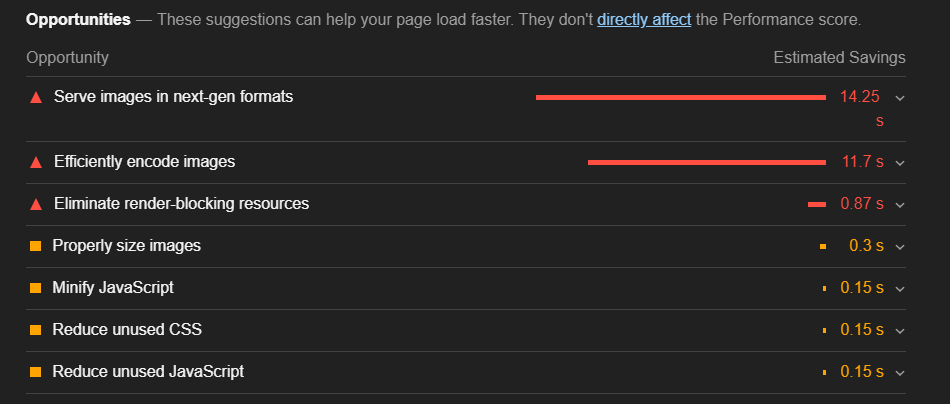 Opportunities — These suggestions can help your page load faster. They don't directly affect the Performance score.
Opportunity Estimated Savings
Serve images in next-gen formats 14.25 s
Efficiently encode images 11.7 s
Eliminate render-blocking resources 0.87 s
Properly size images 0.3 s
Minify JavaScript 0.15 s
Reduce unused CSS 0.15 s
Reduce unused JavaScript 0.15 s